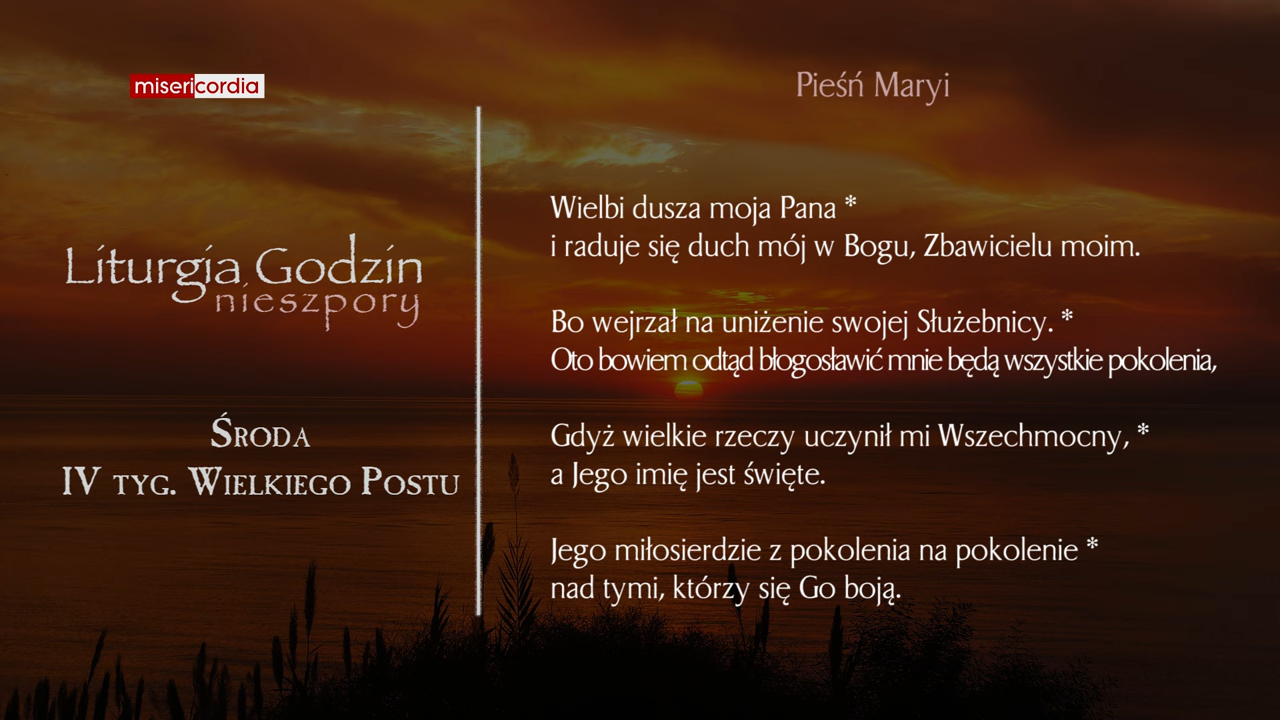 misericordia
Liturgia Godzin
nieszpory
Środa
IV tyg. Wielkiego Postu
Pieśń Maryi
Wielbi dusza moja Pana *
i raduje się duch mój w Bogu, Zbawicielu moim.
Bo wejrzał na uniżenie swojej Służebnicy. *
Oto bowiem odtąd błogosławić mnie będą wszystkie pokolenia,
Gdyż wielkie rzeczy uczynił mi Wszechmocny, *
a Jego imię jest święte.
Jego miłosierdzie z pokolenia na pokolenie *
nad tymi, którzy się Go boją.